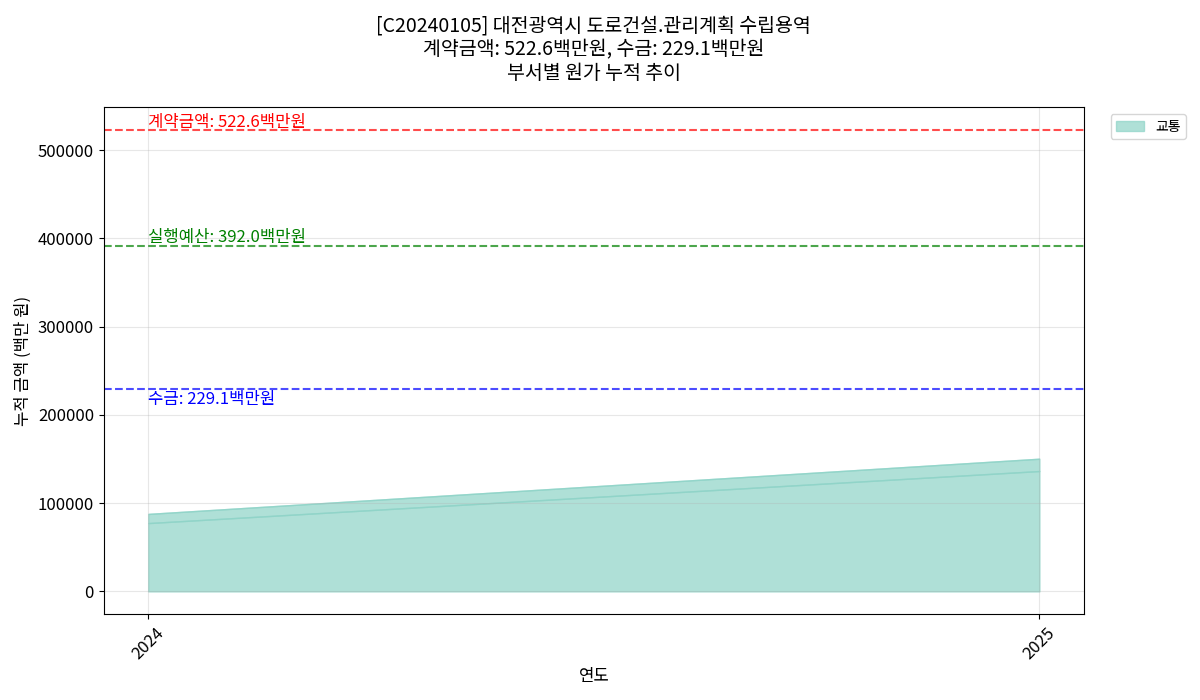 [C20240105] 대전광역시 도로건설.관리계획 수립용역
계약금액: 522.6백만원, 수금: 229.1백만원
부서별 원가 누적 추이
계약금액: 522.6백만원
교통
500000
실행예산: 392.0백만원
400000
300000
수금: 229.1백만원
200000
100000
0
누적 금액 (백만 원)
2024
2025
연도